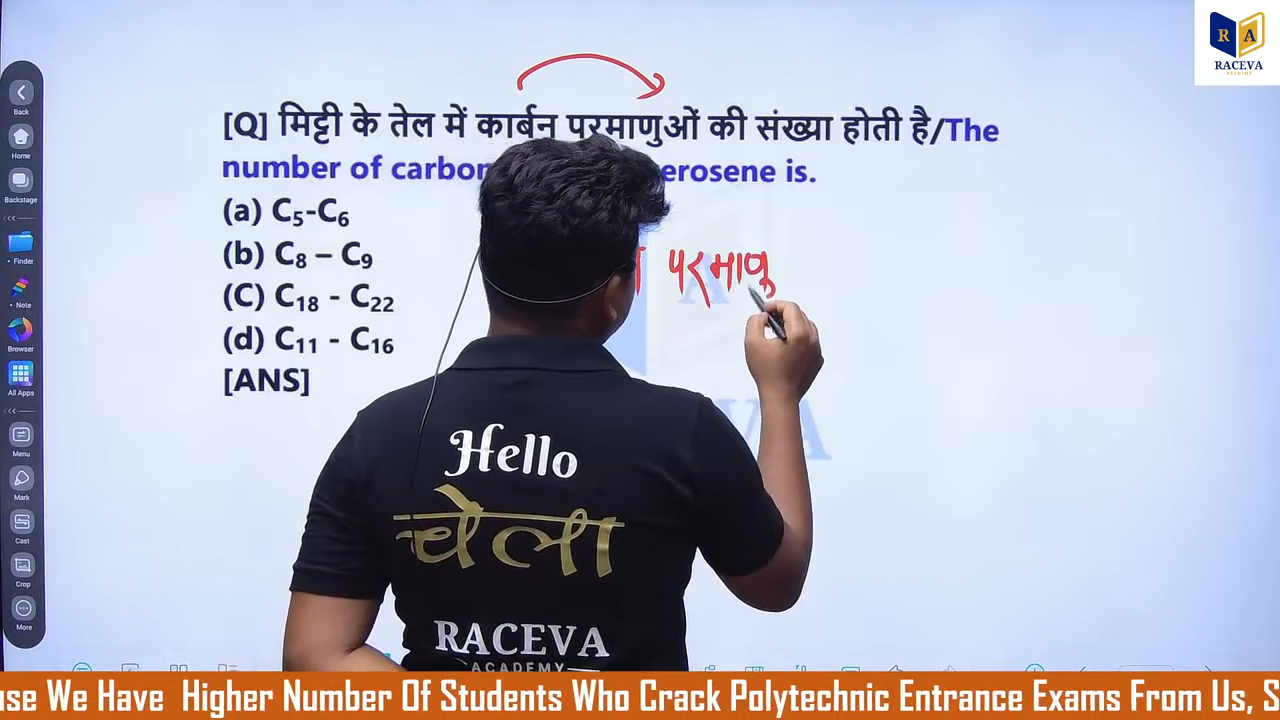 R A
RACEVA
ACADEMY
Back
Home
Backstage
Finder
Note
Browser
All Apps
Menu
Mark
Cast
Crop
More
[Q] मिट्टी के तेल में कार्बन परमाणुओं की संख्या होती है/The
number of carbon erosene is.
(a) C₅-C₆
(b) C₈ – C₉
(C) C₁₈ - C₂₂
(d) C₁₁ - C₁₆
[ANS]
परमाणु
Hello
चेला
RACEVA
ACADEMY
use We Have Higher Number Of Students Who Crack Polytechnic Entrance Exams From Us, S